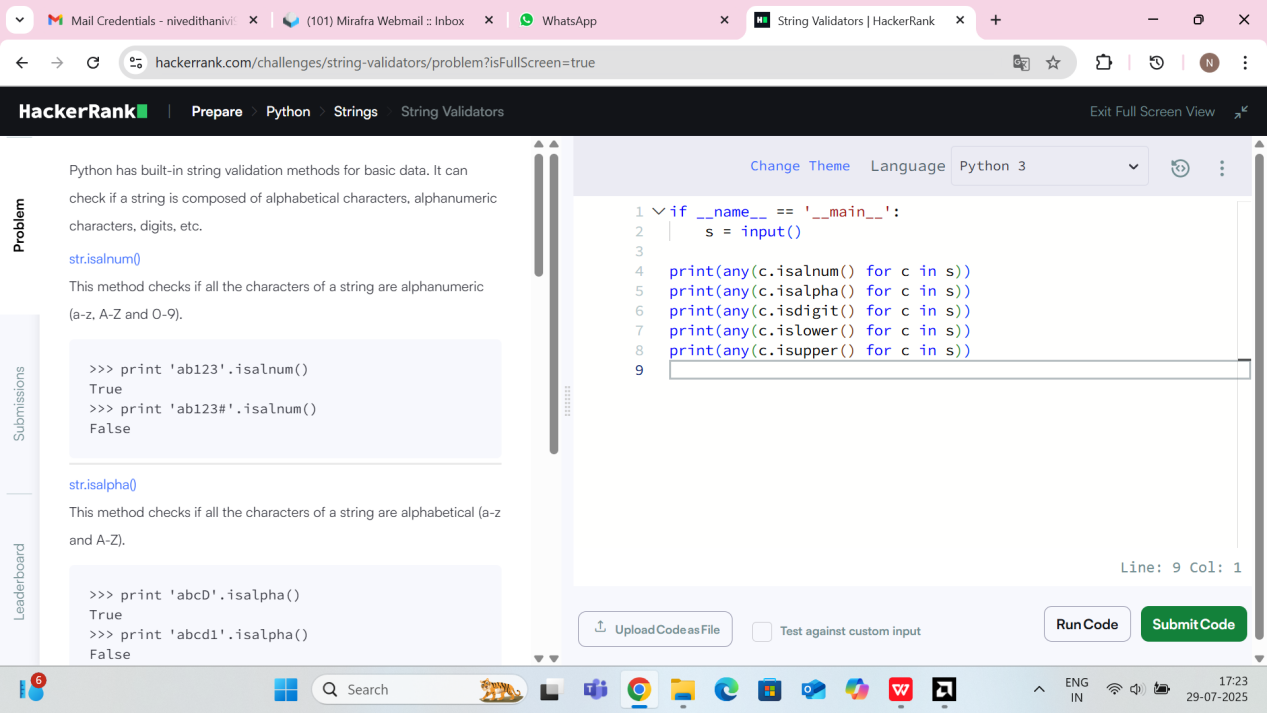 Mail Credentials - nivedithanivi
(101) Mirafra Webmail :: Inbox
WhatsApp
String Validators | HackerRank
hackerrank.com/challenges/string-validators/problem?isFullScreen=true
N
HackerRank
Prepare
Python
Strings
String Validators
Exit Full Screen View
Problem
Submissions
Leaderboard
Python has built-in string validation methods for basic data. It can
check if a string is composed of alphabetical characters, alphanumeric
characters, digits, etc.
str.isalnum()
This method checks if all the characters of a string are alphanumeric
(a-z, A-Z and 0-9).
>>> print 'ab123'.isalnum()
True
>>> print 'ab123#'.isalnum()
False
str.isalpha()
This method checks if all the characters of a string are alphabetical (a-z
and A-Z).
>>> print 'abcD'.isalpha()
True
>>> print 'abcd1'.isalpha()
False
Change Theme
Language
Python 3
1 if __name__ == '__main__':
2     s = input()
3
4 print(any(c.isalnum() for c in s))
5 print(any(c.isalpha() for c in s))
6 print(any(c.isdigit() for c in s))
7 print(any(c.islower() for c in s))
8 print(any(c.isupper() for c in s))
9
Line: 9 Col: 1
Upload Code as File
Test against custom input
Run Code
Submit Code
6
Search
ENG
IN
17:23
29-07-2025